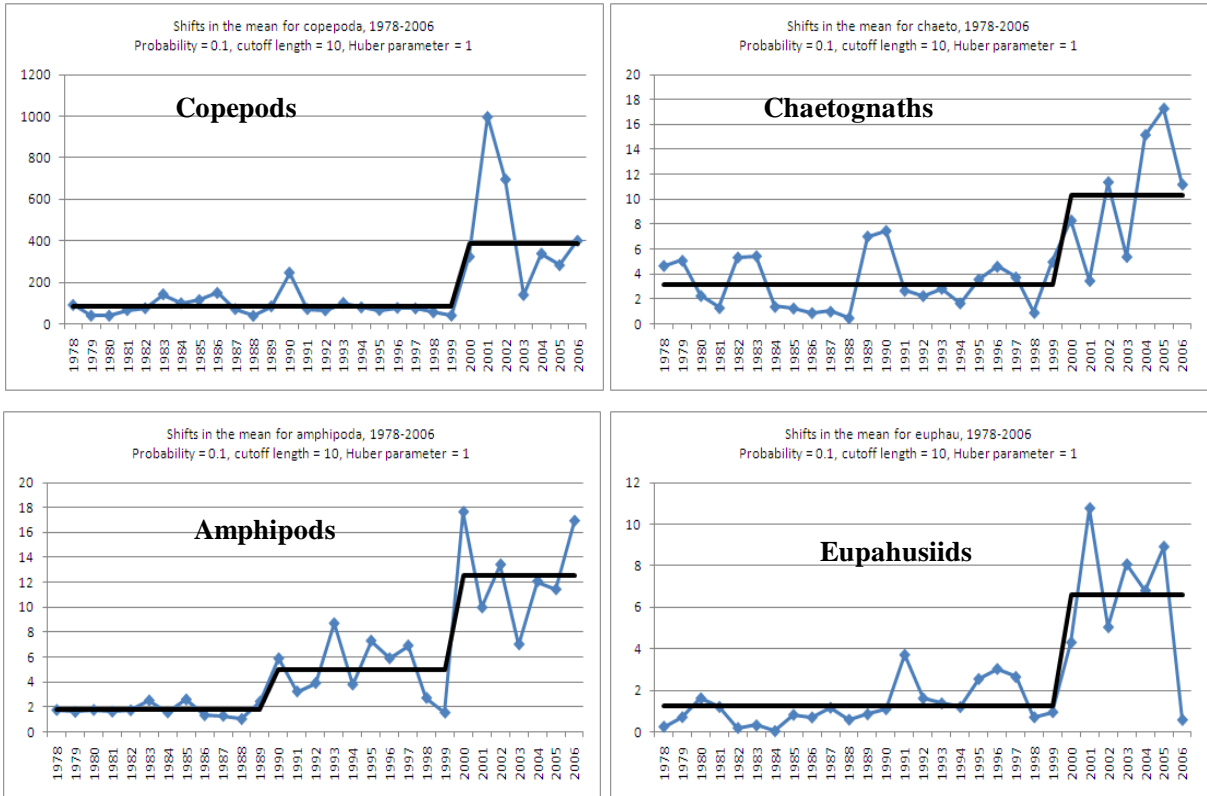 Shifts in the mean for copepoda, 1978-2006
Probability = 0.1, cutoff length = 10, Huber parameter = 1
Copepods
1200
1000
800
600
400
200
0
1978 1979 1980 1981 1982 1983 1984 1985 1986 1987 1988 1989 1990 1991 1992 1993 1994 1995 1996 1997 1998 1999 2000 2001 2002 2003 2004 2005 2006
Shifts in the mean for chaeto, 1978-2006
Probability = 0.1, cutoff length = 10, Huber parameter = 1
Chaetognaths
20
18
16
14
12
10
8
6
4
2
0
1978 1979 1980 1981 1982 1983 1984 1985 1986 1987 1988 1989 1990 1991 1992 1993 1994 1995 1996 1997 1998 1999 2000 2001 2002 2003 2004 2005 2006
Shifts in the mean for amphipoda, 1978-2006
Probability = 0.1, cutoff length = 10, Huber parameter = 1
Amphipods
20
18
16
14
12
10
8
6
4
2
0
1978 1979 1980 1981 1982 1983 1984 1985 1986 1987 1988 1989 1990 1991 1992 1993 1994 1995 1996 1997 1998 1999 2000 2001 2002 2003 2004 2005 2006
Shifts in the mean for euphau, 1978-2006
Probability = 0.1, cutoff length = 10, Huber parameter = 1
Eupahusiids
12
10
8
6
4
2
0
1978 1979 1980 1981 1982 1983 1984 1985 1986 1987 1988 1989 1990 1991 1992 1993 1994 1995 1996 1997 1998 1999 2000 2001 2002 2003 2004 2005 2006